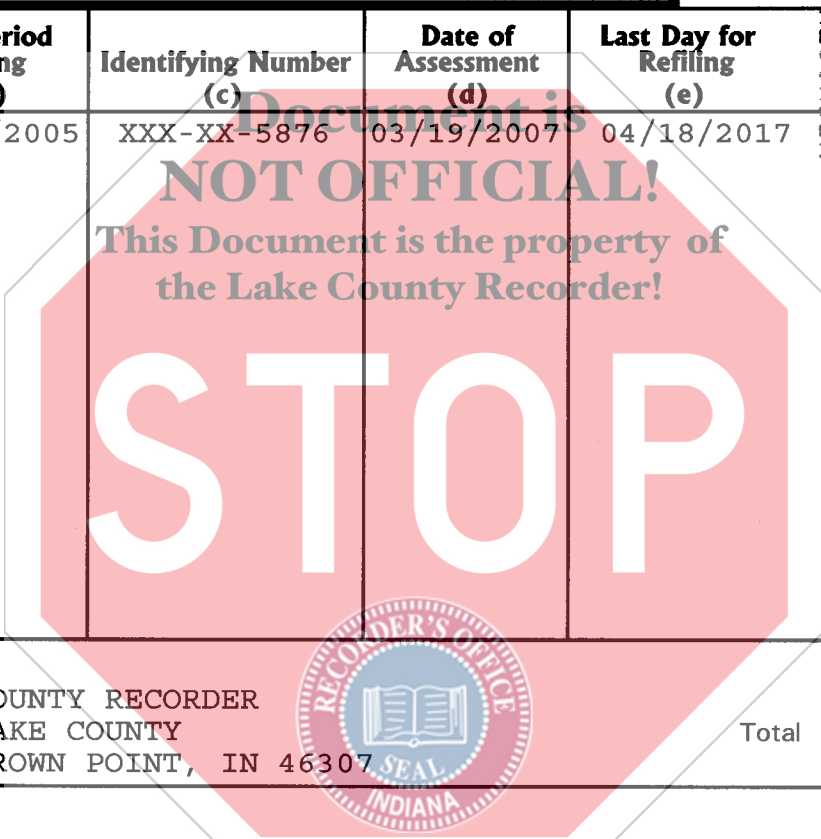 eriod
ng
)
Identifying Number
(c)
Date of
Assessment
(d)
Last Day for
Refiling
(e)
/2005 XXX-XX-5876 03/19/2007 04/18/2017
Document is
NOT OFFICIAL!
This Document is the property of
the Lake County Recorder!
STOP
OUNTY RECORDER
AKE COUNTY
ROWN POINT, IN 46307
Total
RECORDER'S OFFICE
SEAL
INDIANA